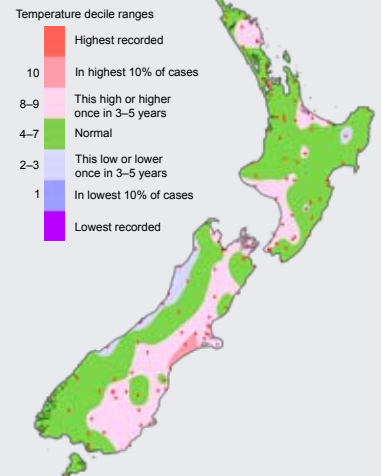 Temperature decile ranges
Highest recorded
10 In highest 10% of cases
8–9 This high or higher
once in 3–5 years
4–7 Normal
2–3 This low or lower
once in 3–5 years
1 In lowest 10% of cases
Lowest recorded